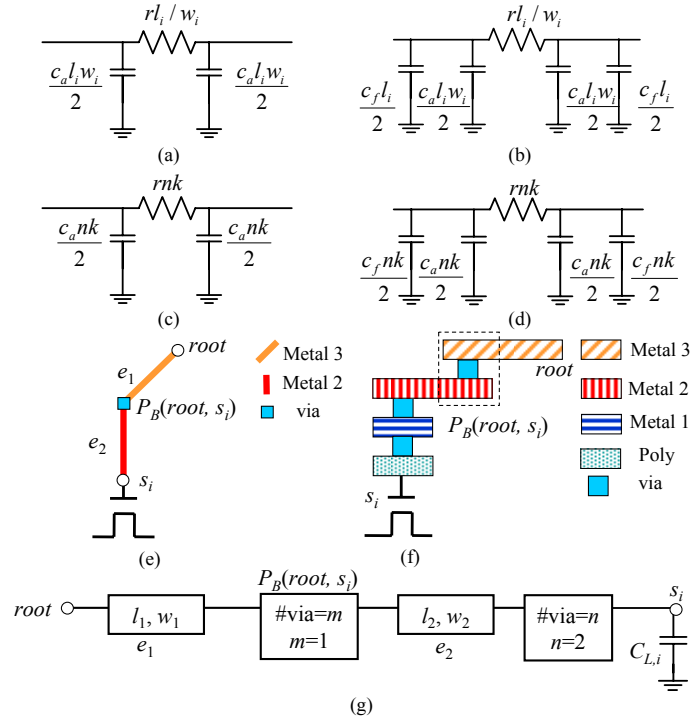 rl_i / w_i
rl_i / w_i
c_a l_i w_i / 2
c_a l_i w_i / 2
c_f l_i / 2
c_a l_i w_i / 2
c_a l_i w_i / 2
c_f l_i / 2
(a)
(b)
rnk
rnk
c_a nk / 2
c_a nk / 2
c_f nk / 2
c_a nk / 2
c_a nk / 2
c_f nk / 2
(c)
(d)
root
e_1
Metal 3
Metal 2
P_B(root, s_i)
via
e_2
s_i
(e)
Metal 3
root
Metal 2
P_B(root, s_i)
Metal 1
Poly
s_i
via
(f)
P_B(root, s_i)
root
l_1, w_1
e_1
#via=m
m=1
l_2, w_2
e_2
#via=n
n=2
s_i
C_{L,i}
(g)